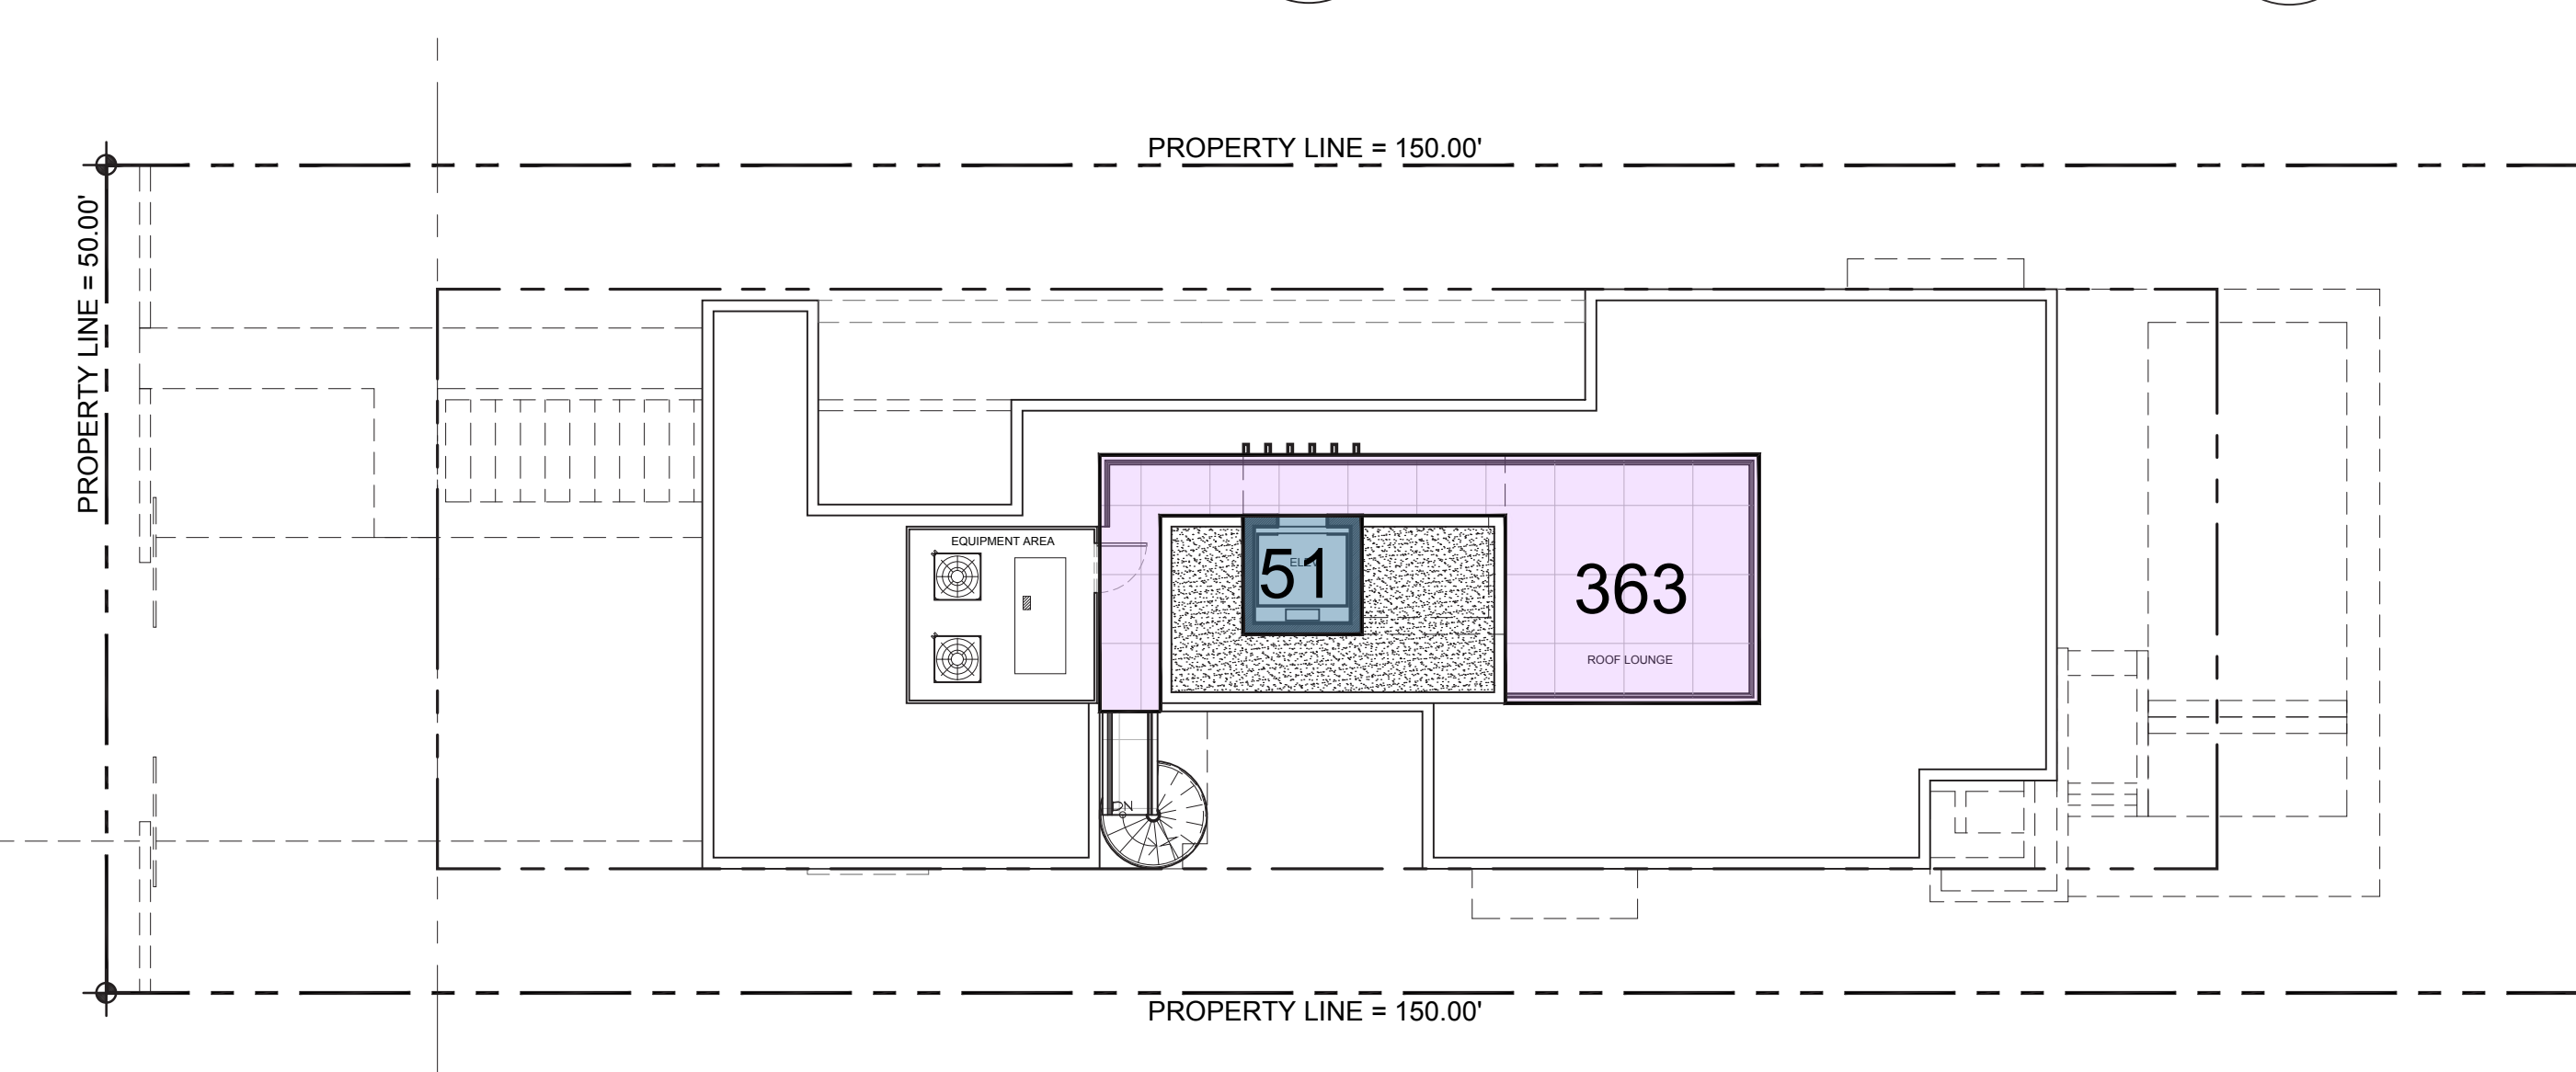 PROPERTY LINE = 150.00'
PROPERTY LINE = 50.00'
EQUIPMENT AREA
ELEV
51
363
ROOF LOUNGE
DN
PROPERTY LINE = 150.00'